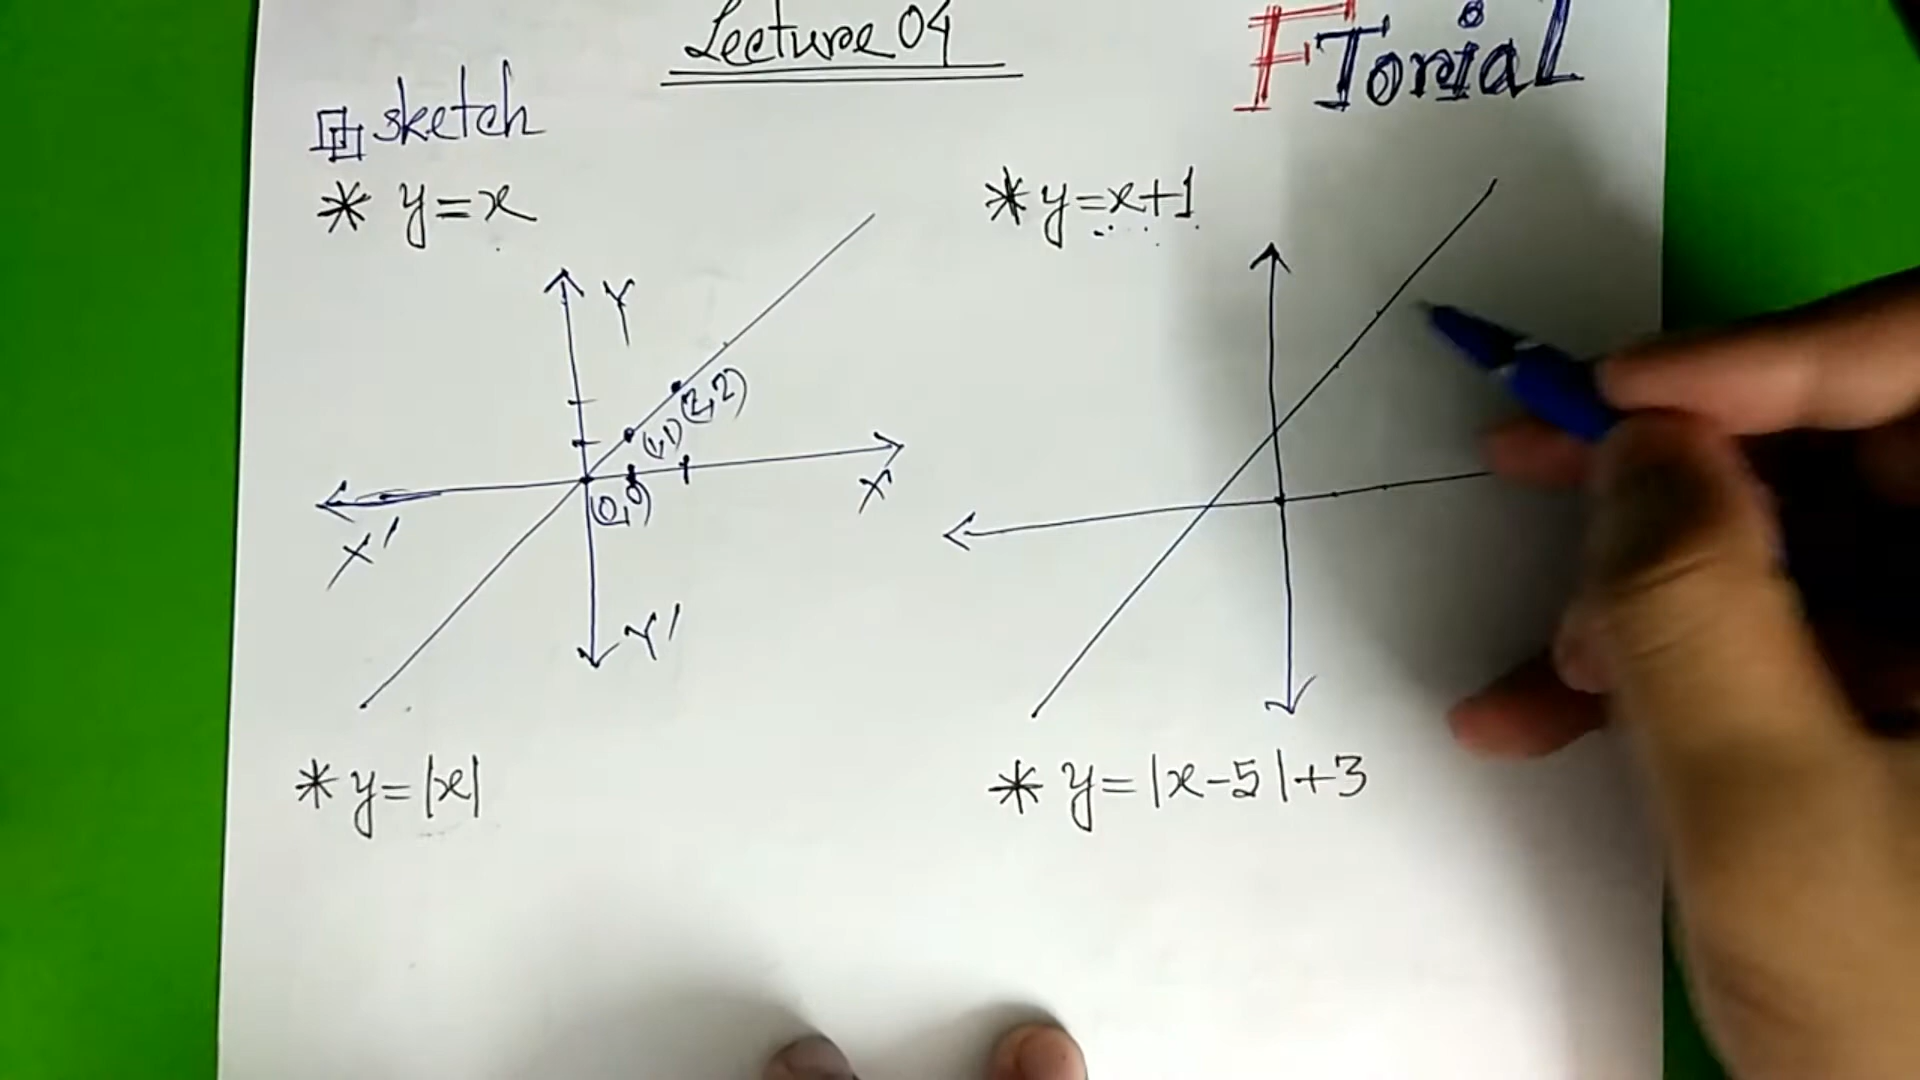 Lecture 04
FTorial
sketch
* y=x
* y=x+1
Y
(2,2)
(1,1)
X
(0,0)
X'
Y'
* y=|x|
* y=|x-5|+3